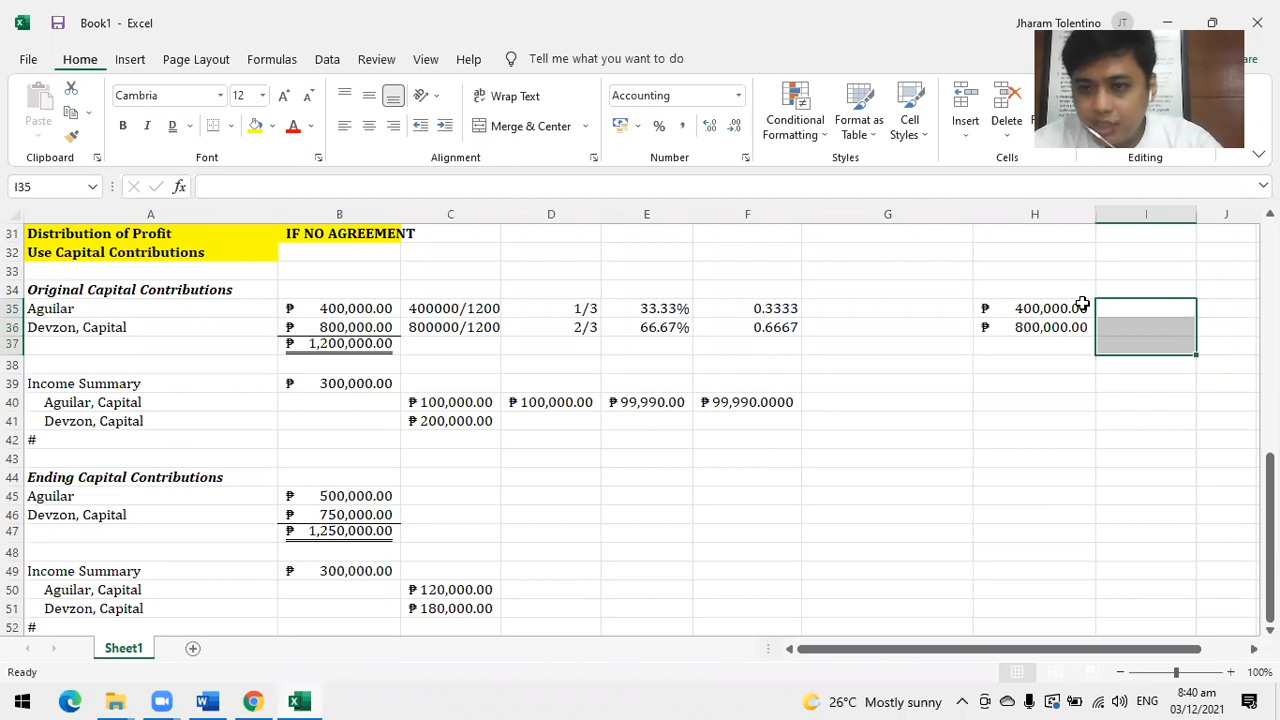 Book1 - Excel
Jharam Tolentino JT
File Home Insert Page Layout Formulas Data Review View Help Tell me what you want to do
Paste Cambria 12 Wrap Text Accounting Conditional Formatting Format as Table Cell Styles Insert Delete
B I D A Merge & Center % ,
Clipboard Font Alignment Number Styles Cells Editing
I35 fx
A B C D E F G H I J
31 Distribution of Profit IF NO AGREEMENT
32 Use Capital Contributions
33
34 Original Capital Contributions
35 Aguilar ₱ 400,000.00 400000/1200 1/3 33.33% 0.3333 ₱ 400,000.00
36 Devzon, Capital ₱ 800,000.00 800000/1200 2/3 66.67% 0.6667 ₱ 800,000.00
37 ₱ 1,200,000.00
38
39 Income Summary ₱ 300,000.00
40 Aguilar, Capital ₱ 100,000.00 ₱ 100,000.00 ₱ 99,990.00 ₱ 99,990.0000
41 Devzon, Capital ₱ 200,000.00
42 #
43
44 Ending Capital Contributions
45 Aguilar ₱ 500,000.00
46 Devzon, Capital ₱ 750,000.00
47 ₱ 1,250,000.00
48
49 Income Summary ₱ 300,000.00
50 Aguilar, Capital ₱ 120,000.00
51 Devzon, Capital ₱ 180,000.00
52 #
Sheet1
Ready 100%
26°C Mostly sunny ENG 8:40 am
03/12/2021